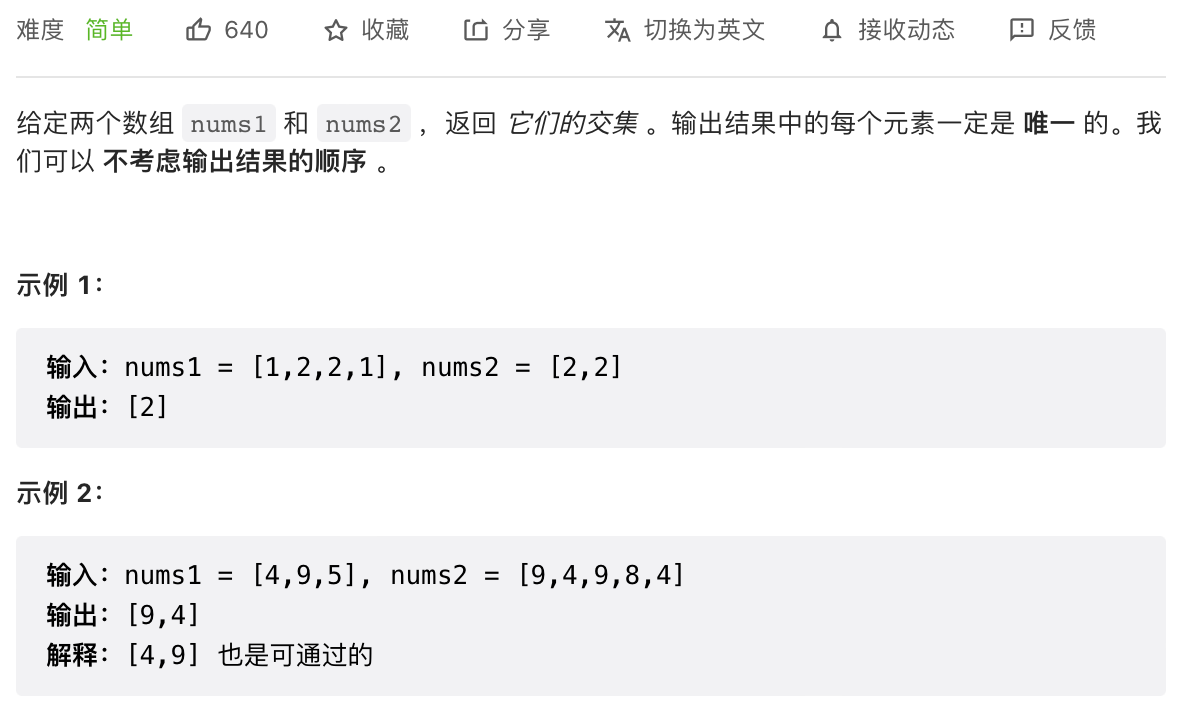 难度 简单 640 收藏 分享 切换为英文 接收动态 反馈
给定两个数组 nums1 和 nums2 ，返回 它们的交集 。输出结果中的每个元素一定是 唯一 的。我
们可以 不考虑输出结果的顺序 。
示例 1：
输入：nums1 = [1,2,2,1], nums2 = [2,2]
输出：[2]
示例 2：
输入：nums1 = [4,9,5], nums2 = [9,4,9,8,4]
输出：[9,4]
解释：[4,9] 也是可通过的